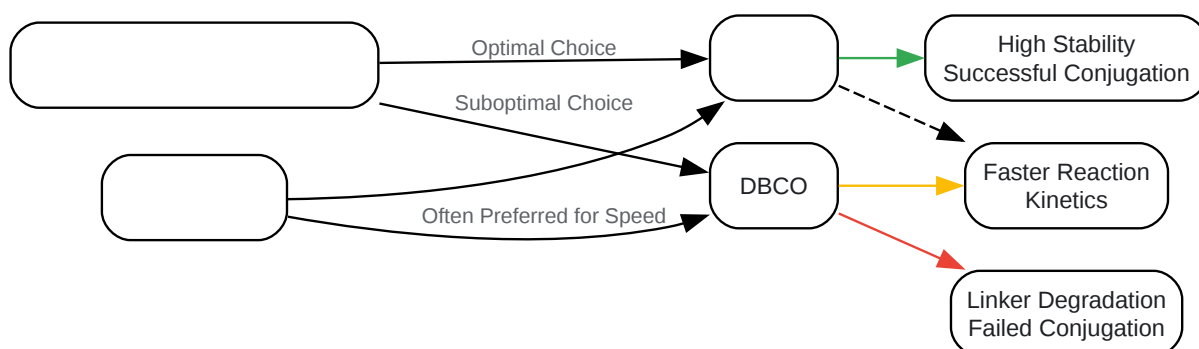 Optimal Choice
High Stability
Successful Conjugation
Suboptimal Choice
DBCO
Faster Reaction
Kinetics
Often Preferred for Speed
Linker Degradation
Failed Conjugation